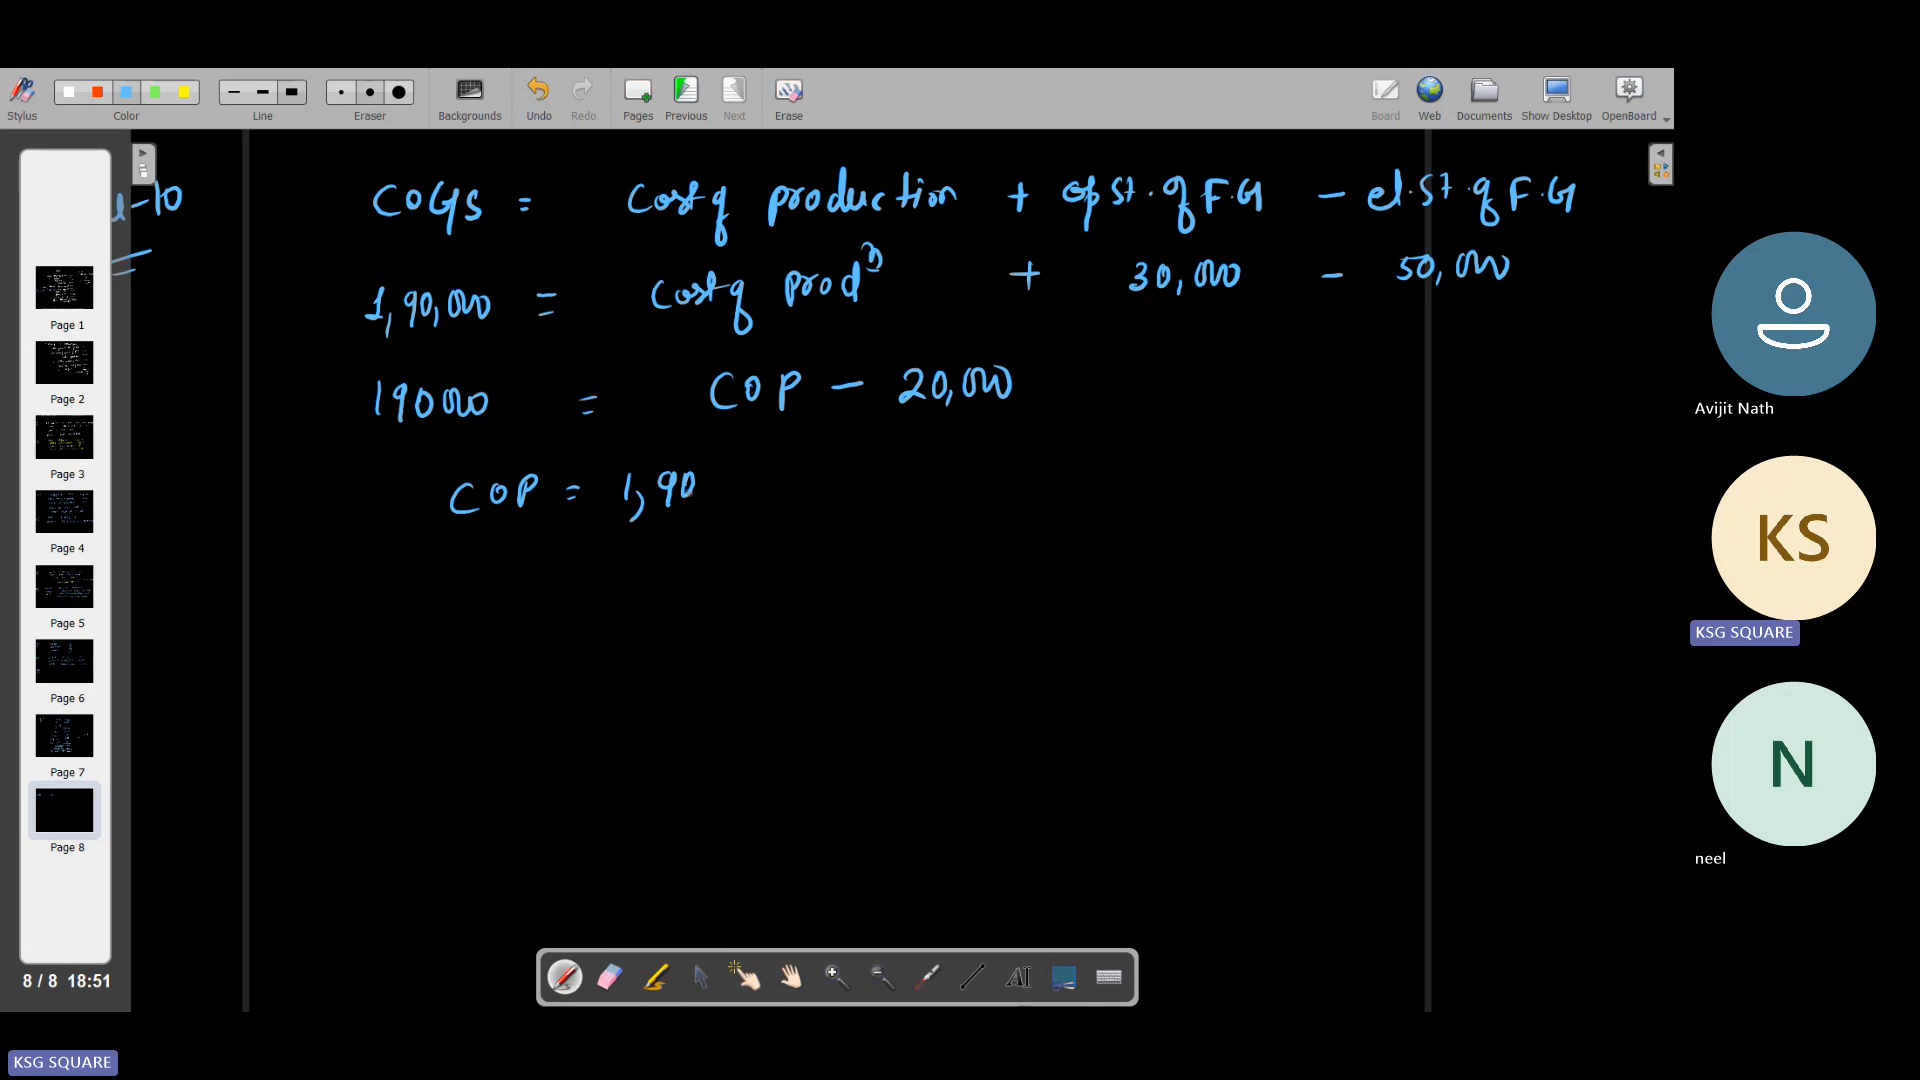 Stylus
Color
Line
Eraser
Backgrounds
Undo
Redo
Pages
Previous
Next
Erase
Board
Web
Documents
Show Desktop
OpenBoard
-10
COGS = Cost of production + op st. of F.G - cl. st. of F.G
1,90,000 = Cost of prodn + 30,000 - 50,000
190000 = COP - 20,000
COP = 1,90
Page 1
Page 2
Page 3
Page 4
Page 5
Page 6
Page 7
Page 8
8 / 8 18:51
Avijit Nath
KS
KSG SQUARE
N
neel
AI
KSG SQUARE